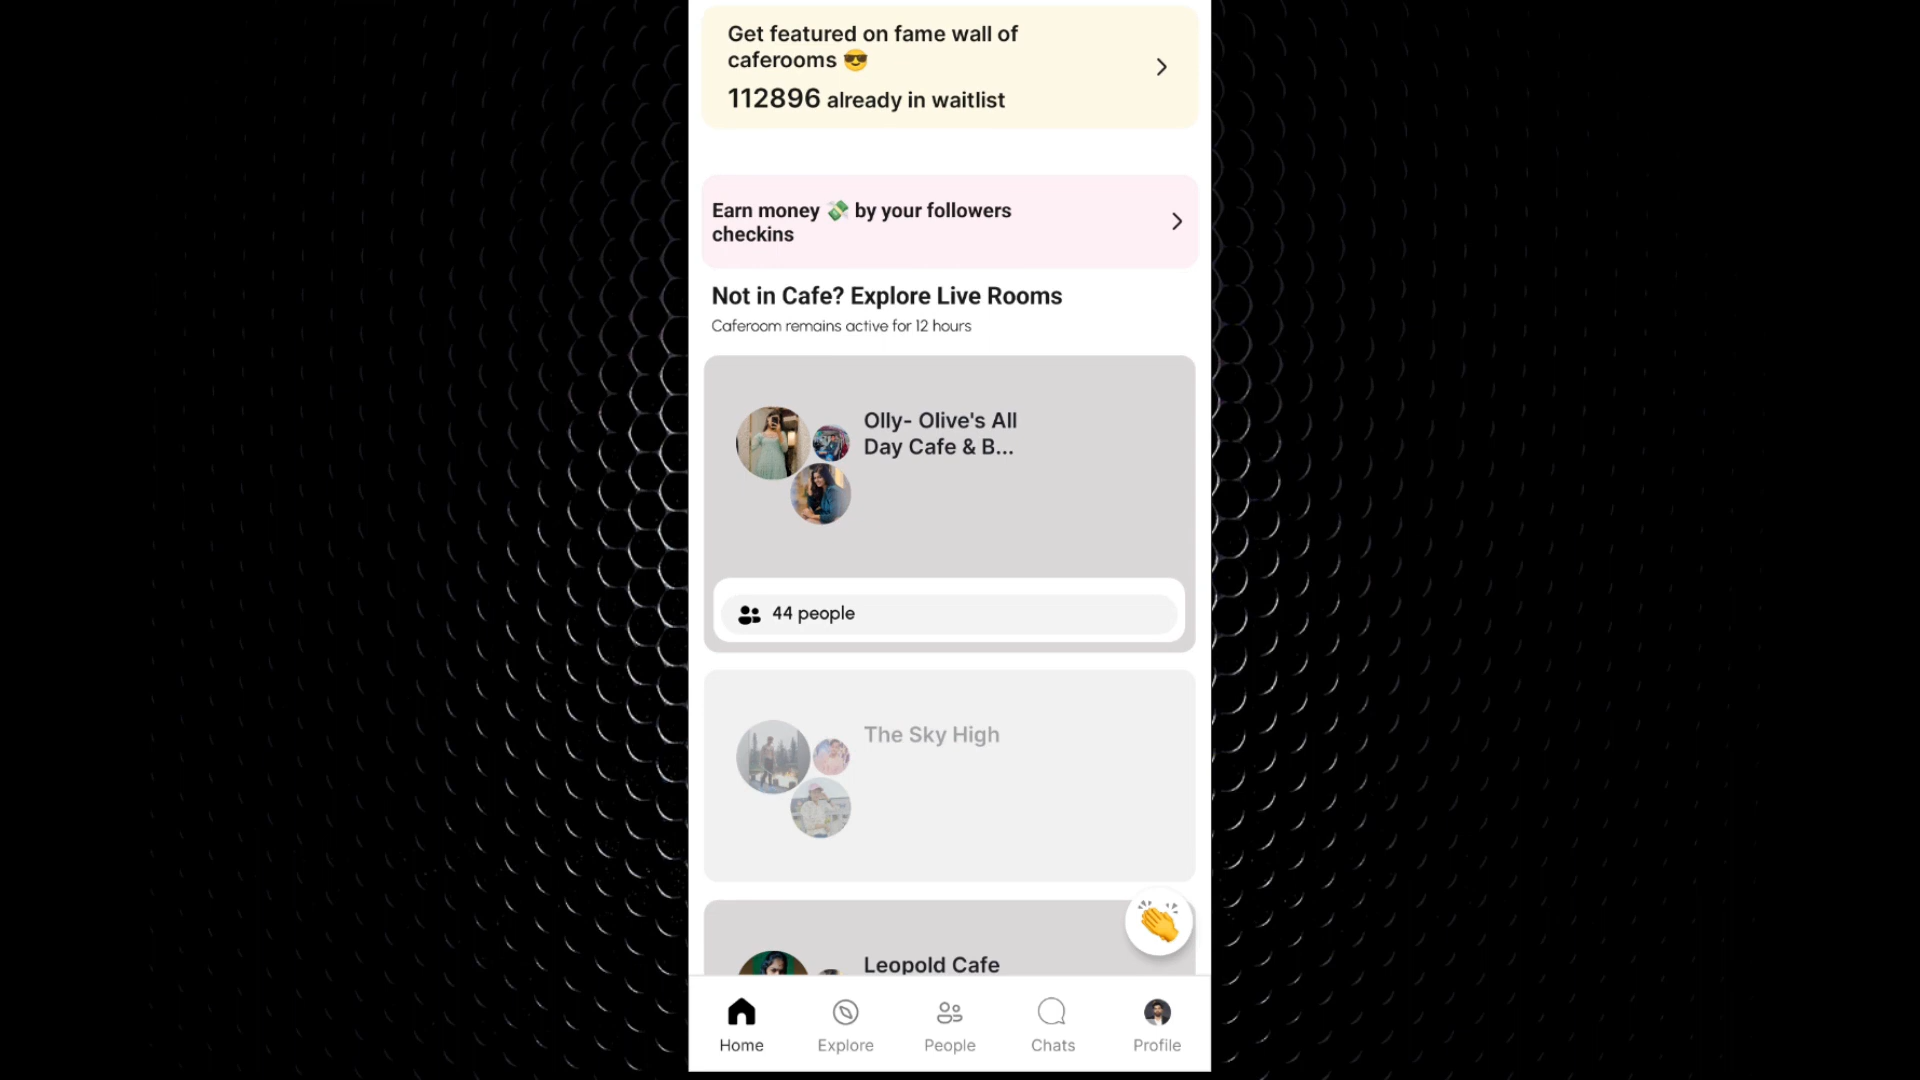 Get featured on fame wall of
caferooms 😎
112896 already in waitlist
Earn money 💸 by your followers
checkins
Not in Cafe? Explore Live Rooms
Caferoom remains active for 12 hours
Olly- Olive's All
Day Cafe & B...
44 people
The Sky High
Leopold Cafe
Home
Explore
People
Chats
Profile